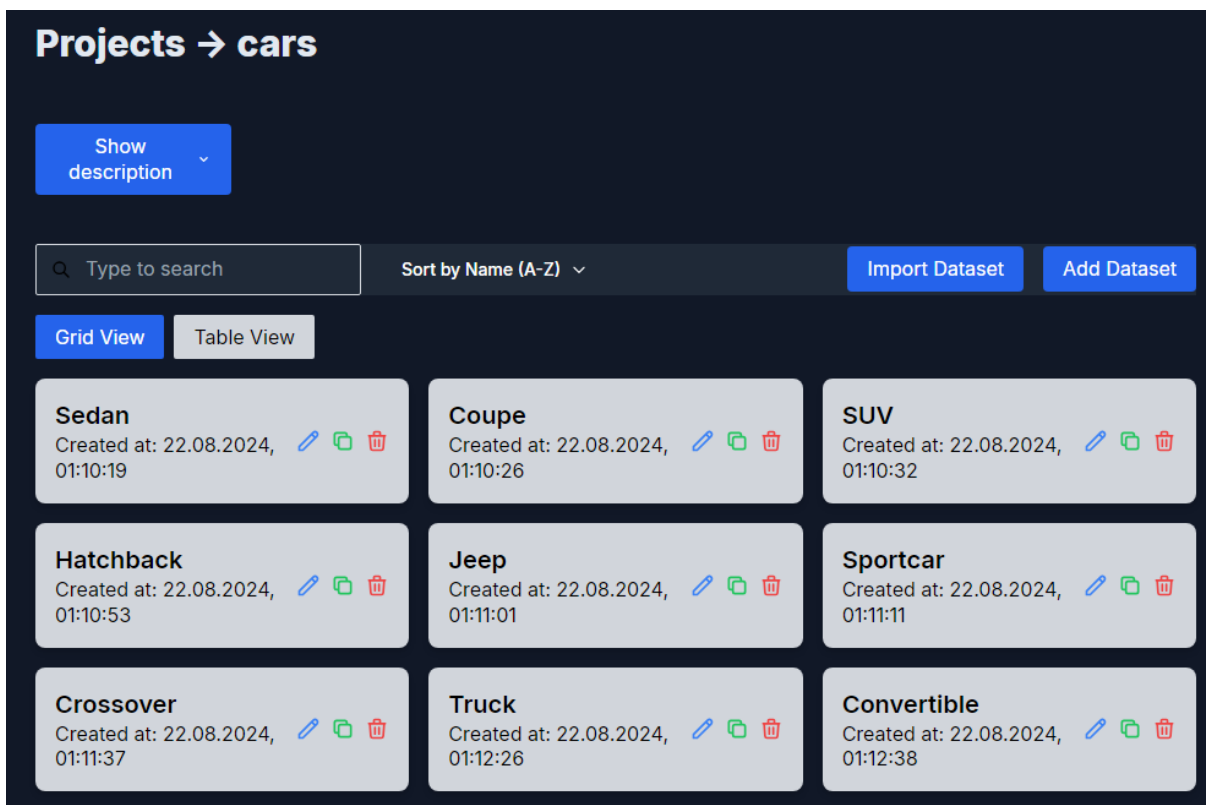 Projects → cars
Show
description
Type to search
Sort by Name (A-Z)
Import Dataset
Add Dataset
Grid View
Table View
Sedan
Created at: 22.08.2024,
01:10:19
Coupe
Created at: 22.08.2024,
01:10:26
SUV
Created at: 22.08.2024,
01:10:32
Hatchback
Created at: 22.08.2024,
01:10:53
Jeep
Created at: 22.08.2024,
01:11:01
Sportcar
Created at: 22.08.2024,
01:11:11
Crossover
Created at: 22.08.2024,
01:11:37
Truck
Created at: 22.08.2024,
01:12:26
Convertible
Created at: 22.08.2024,
01:12:38